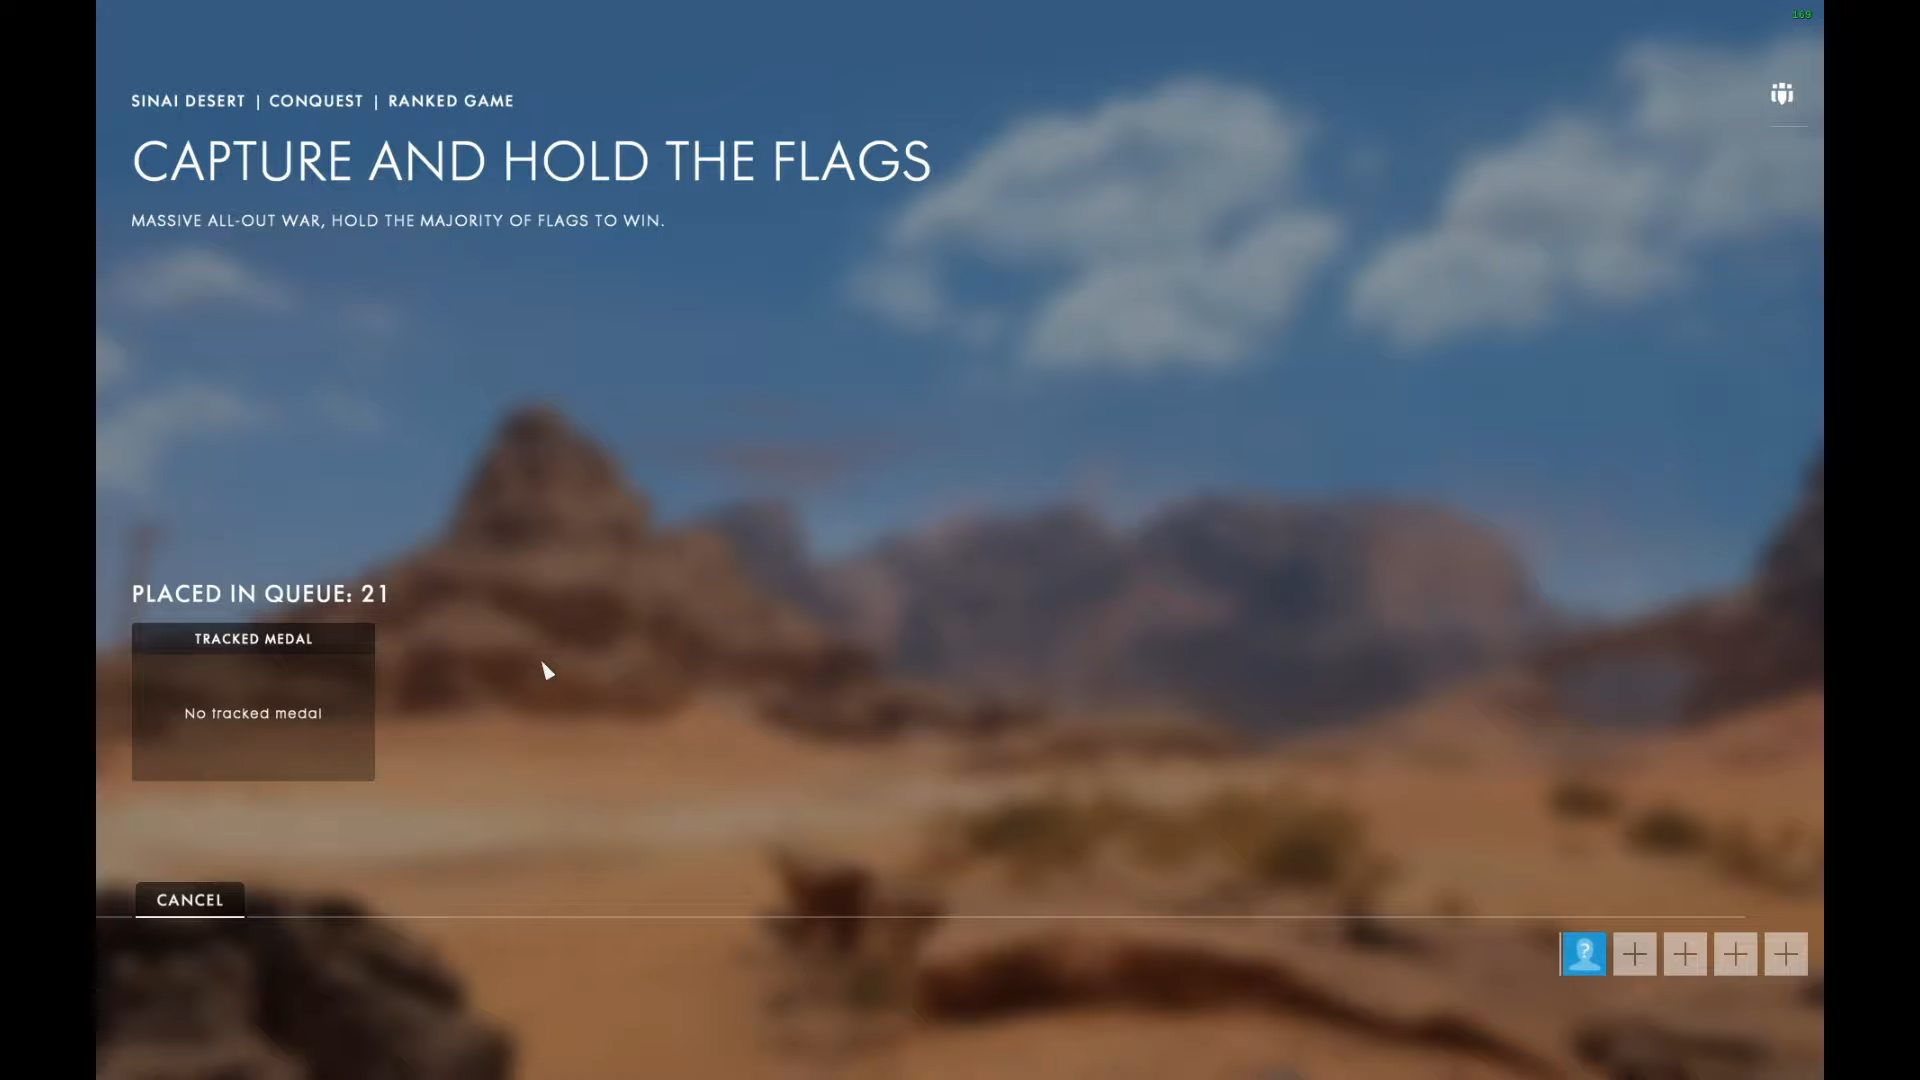 169
SINAI DESERT | CONQUEST | RANKED GAME
CAPTURE AND HOLD THE FLAGS
MASSIVE ALL-OUT WAR, HOLD THE MAJORITY OF FLAGS TO WIN.
PLACED IN QUEUE: 21
TRACKED MEDAL
No tracked medal
CANCEL
?